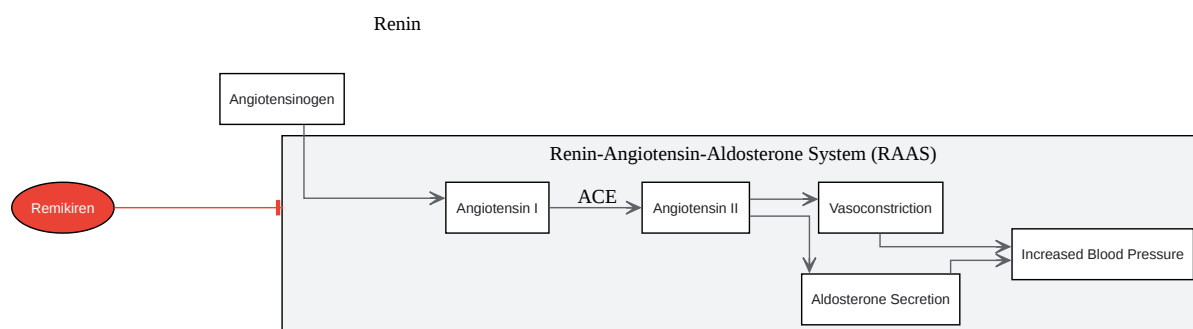 Renin
Angiotensinogen
Renin-Angiotensin-Aldosterone System (RAAS)
Remikiren
Angiotensin I
ACE
Angiotensin II
Vasoconstriction
Increased Blood Pressure
Aldosterone Secretion